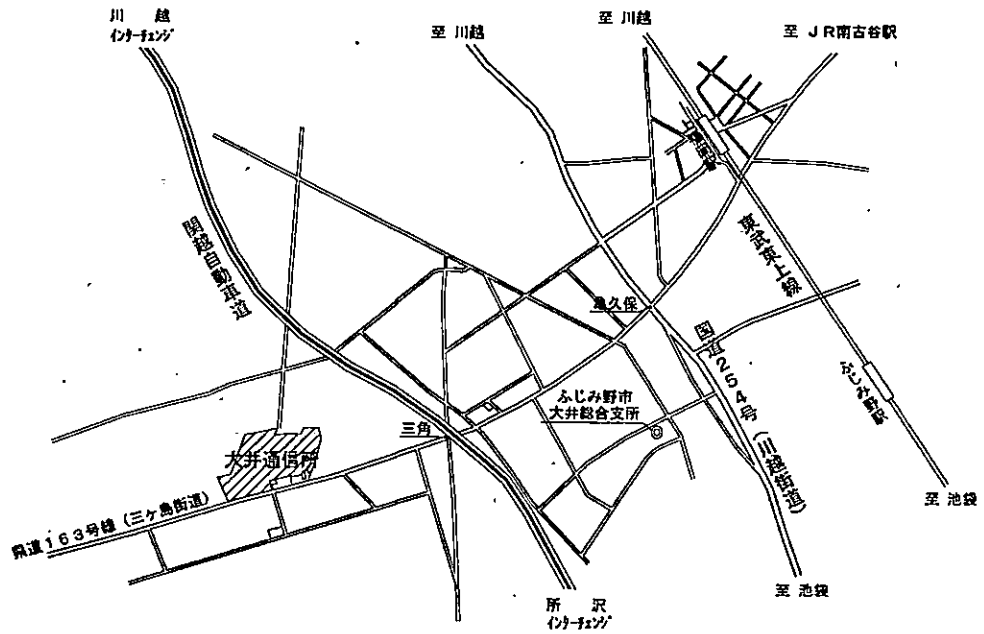 川 越
インターチェンジ
至 川越
至 川越
至 JR南古谷駅
上福岡駅
関越自動車道
東武東上線
亀久保
国道254号(川越街道)
ふじみ野市
大井総合支所
ふじみ野駅
三角
大井通信所
県道163号線(三ケ島街道)
至 池袋
至 池袋
所 沢
インターチェンジ